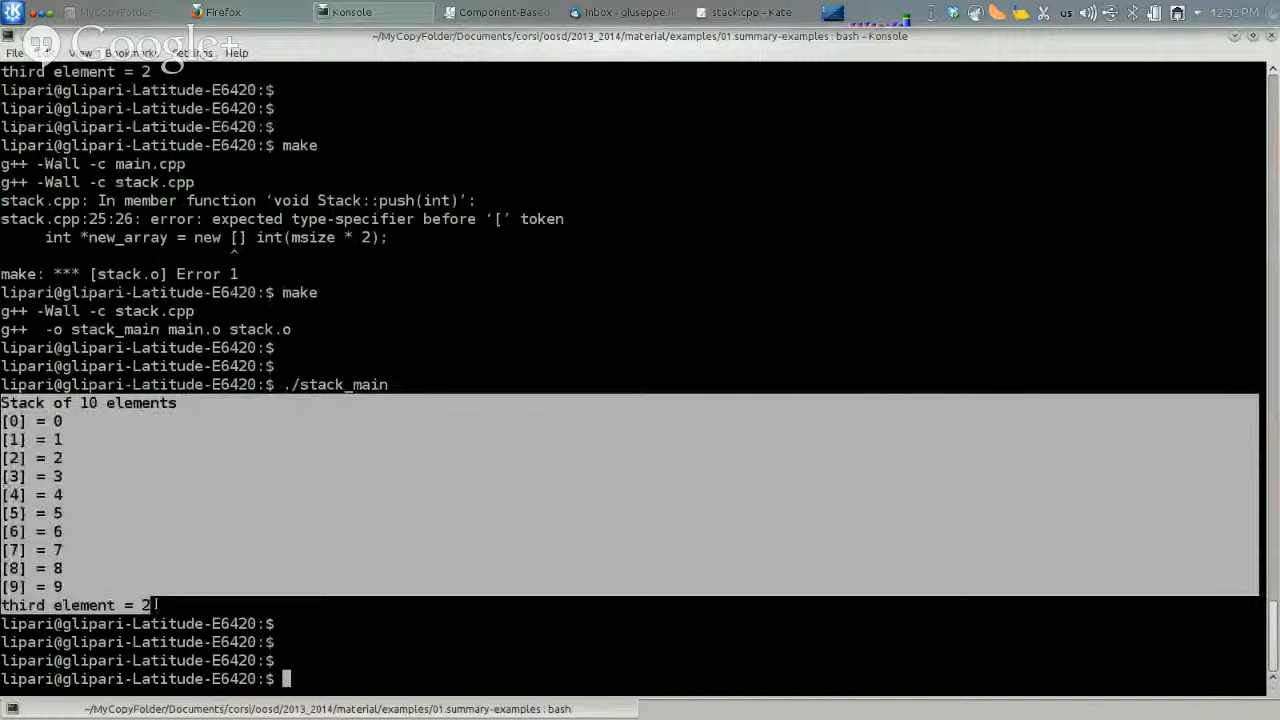 MyCopyFolder
Firefox
Konsole
Component-Based
Inbox - giuseppe.li
stack.cpp - Kate
us
12:32 PM
~/MyCopyFolder/Documents/corsi/oosd/2013_2014/material/examples/01.summary-examples : bash - Konsole
Google+
File Edit View Bookmarks Settings Help
third element = 2
lipari@glipari-Latitude-E6420:$
lipari@glipari-Latitude-E6420:$
lipari@glipari-Latitude-E6420:$
lipari@glipari-Latitude-E6420:$ make
g++ -Wall -c main.cpp
g++ -Wall -c stack.cpp
stack.cpp: In member function ‘void Stack::push(int)’:
stack.cpp:25:26: error: expected type-specifier before ‘[’ token
int *new_array = new [] int(msize * 2);
^
make: *** [stack.o] Error 1
lipari@glipari-Latitude-E6420:$ make
g++ -Wall -c stack.cpp
g++ -o stack_main main.o stack.o
lipari@glipari-Latitude-E6420:$
lipari@glipari-Latitude-E6420:$
lipari@glipari-Latitude-E6420:$ ./stack_main
Stack of 10 elements
[0] = 0
[1] = 1
[2] = 2
[3] = 3
[4] = 4
[5] = 5
[6] = 6
[7] = 7
[8] = 8
[9] = 9
third element = 2
lipari@glipari-Latitude-E6420:$
lipari@glipari-Latitude-E6420:$
lipari@glipari-Latitude-E6420:$
lipari@glipari-Latitude-E6420:$
~/MyCopyFolder/Documents/corsi/oosd/2013_2014/material/examples/01.summary-examples : bash